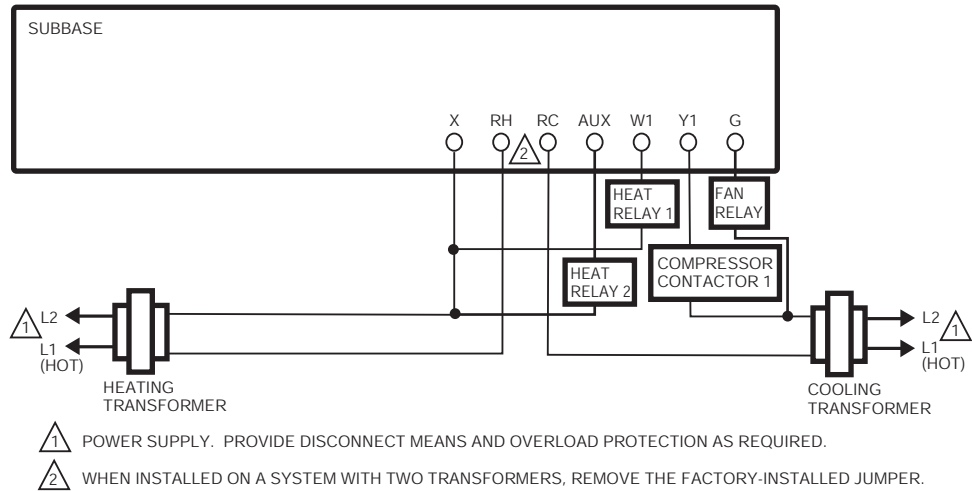 SUBBASE
X RH RC AUX W1 Y1 G
2
HEAT
RELAY 1
FAN
RELAY
HEAT
RELAY 2
COMPRESSOR
CONTACTOR 1
1
L2
L1
(HOT)
HEATING
TRANSFORMER
L2
1
L1
(HOT)
COOLING
TRANSFORMER
1 POWER SUPPLY. PROVIDE DISCONNECT MEANS AND OVERLOAD PROTECTION AS REQUIRED.
2 WHEN INSTALLED ON A SYSTEM WITH TWO TRANSFORMERS, REMOVE THE FACTORY-INSTALLED JUMPER.